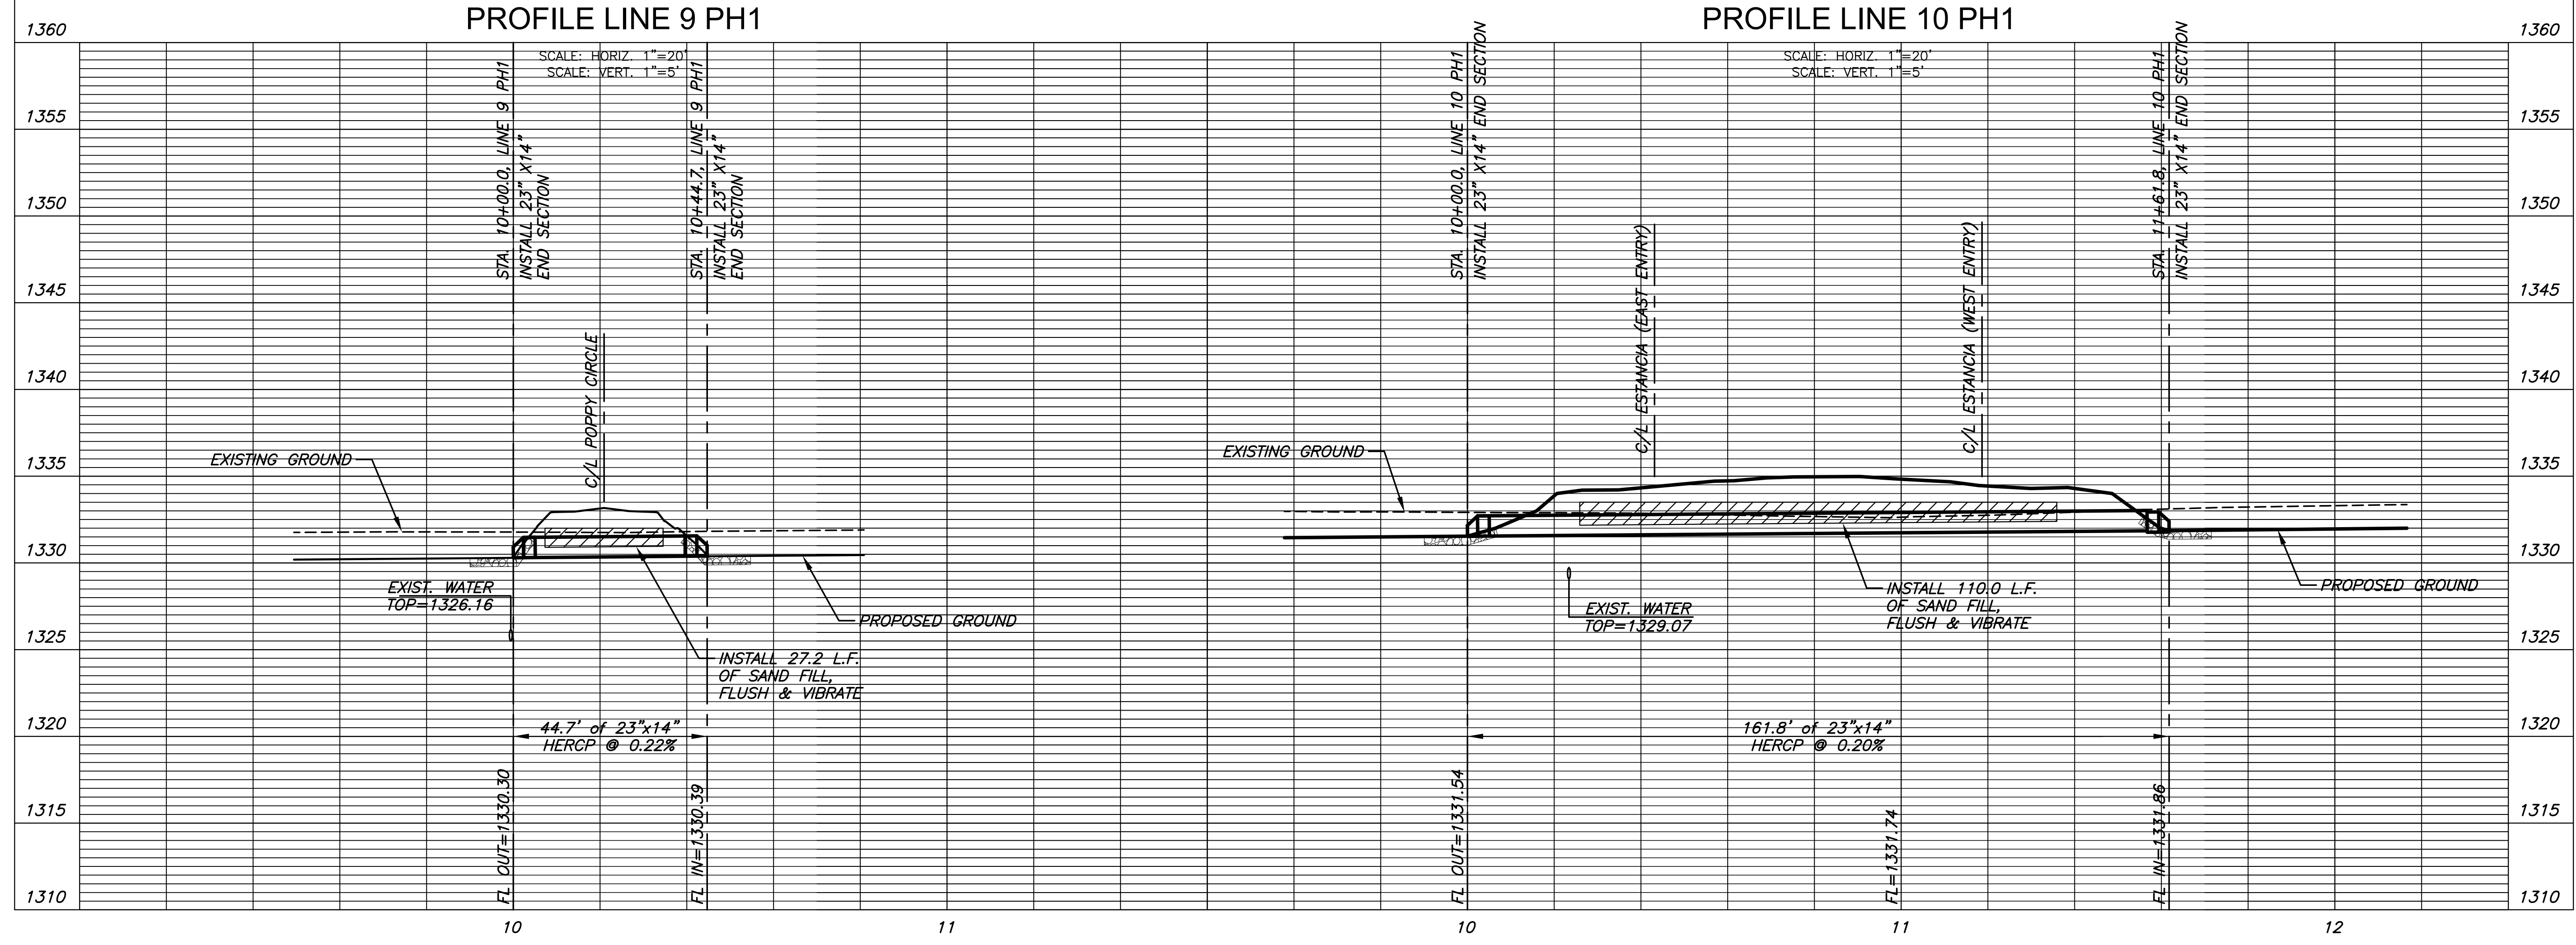 PROFILE LINE 9 PH1
SCALE: HORIZ. 1"=20'
SCALE: VERT. 1"=5'
1360
1355
1350
1345
1340
1335
1330
1325
1320
1315
1310
STA. 10+00.0, LINE 9 PH1
INSTALL 23" X14"
END SECTION
STA. 10+44.7, LINE 9 PH1
INSTALL 23" X14"
END SECTION
C/L POPPY CIRCLE
EXISTING GROUND
EXIST. WATER
TOP=1326.16
PROPOSED GROUND
INSTALL 27.2 L.F.
OF SAND FILL,
FLUSH & VIBRATE
44.7' of 23"x14"
HERCP @ 0.22%
FL OUT=1330.30
FL IN=1330.39
10
11
PROFILE LINE 10 PH1
SCALE: HORIZ. 1"=20'
SCALE: VERT. 1"=5'
STA. 10+00.0, LINE 10 PH1
INSTALL 23" X14" END SECTION
C/L ESTANCIA (EAST ENTRY)
C/L ESTANCIA (WEST ENTRY)
STA. 11+61.8, LINE 10 PH1
INSTALL 23" X14" END SECTION
EXISTING GROUND
EXIST. WATER
TOP=1329.07
INSTALL 110.0 L.F.
OF SAND FILL,
FLUSH & VIBRATE
PROPOSED GROUND
161.8' of 23"x14"
HERCP @ 0.20%
FL OUT=1331.54
FL=1331.74
FL IN=1331.86
10
11
12
1360
1355
1350
1345
1340
1335
1330
1325
1320
1315
1310